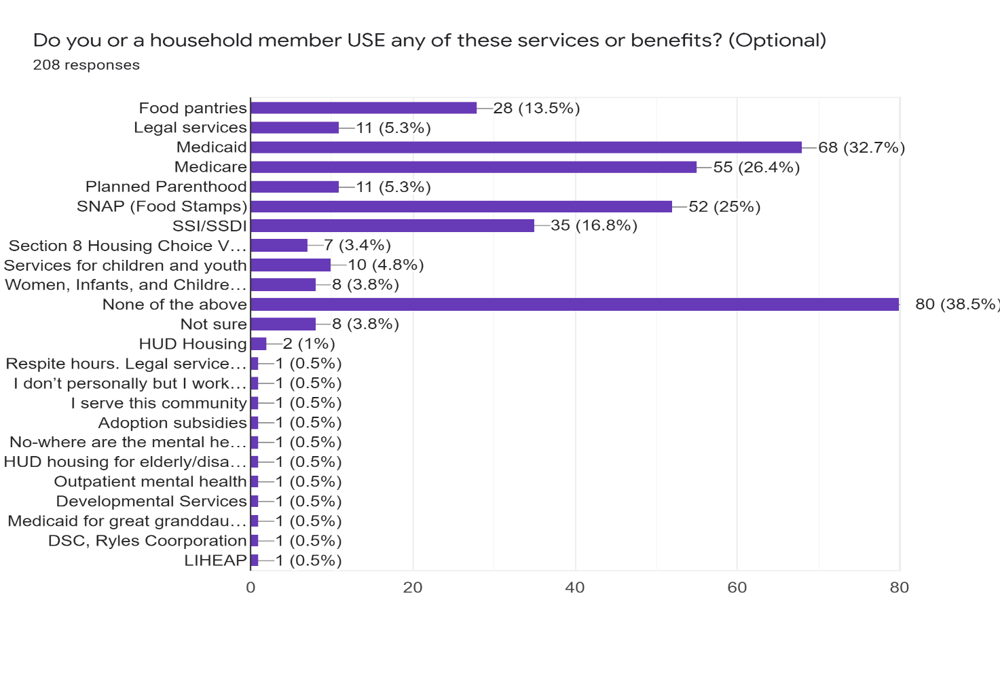 Do you or a household member USE any of these services or benefits? (Optional)
208 responses
Food pantries 28 (13.5%)
Legal services 11 (5.3%)
Medicaid 68 (32.7%)
Medicare 55 (26.4%)
Planned Parenthood 11 (5.3%)
SNAP (Food Stamps) 52 (25%)
SSI/SSDI 35 (16.8%)
Section 8 Housing Choice V… 7 (3.4%)
Services for children and youth 10 (4.8%)
Women, Infants, and Childre… 8 (3.8%)
None of the above 80 (38.5%)
Not sure 8 (3.8%)
HUD Housing 2 (1%)
Respite hours. Legal service… 1 (0.5%)
I don’t personally but I work… 1 (0.5%)
I serve this community 1 (0.5%)
Adoption subsidies 1 (0.5%)
No-where are the mental he… 1 (0.5%)
HUD housing for elderly/disa… 1 (0.5%)
Outpatient mental health 1 (0.5%)
Developmental Services 1 (0.5%)
Medicaid for great granddau… 1 (0.5%)
DSC, Ryles Coorporation 1 (0.5%)
LIHEAP 1 (0.5%)
0 20 40 60 80